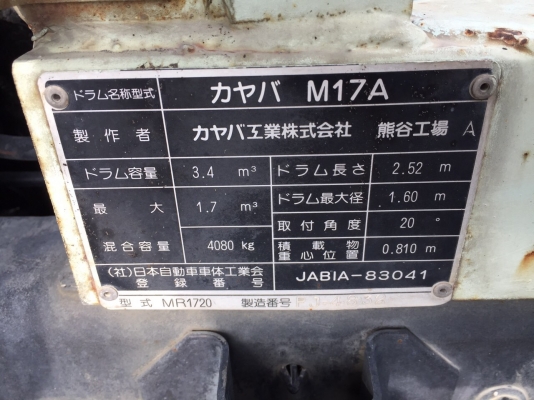 ドラム名称型式 カヤバ M17A
製作者 カヤバ工業株式会社 熊谷工場 A
ドラム容量 3.4 m³ ドラム長さ 2.52 m
最大 1.7 m³ ドラム最大径 1.60 m
混合容量 4080 kg 取付角度 20 °
積載物重心位置 0.810 m
(社)日本自動車車体工業会
登録番号 JABIA-83041
型式 MR1720 製造番号